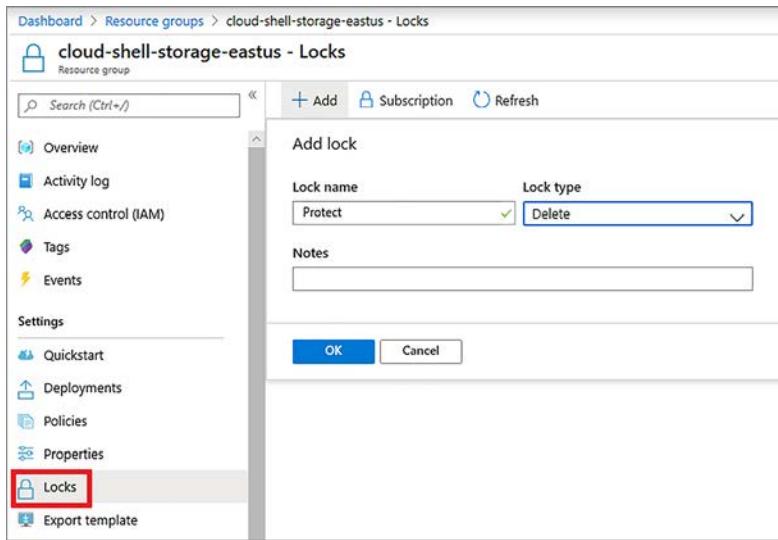 Dashboard > Resource groups > cloud-shell-storage-eastus - Locks
cloud-shell-storage-eastus - Locks
Resource group
Search (Ctrl+/)
«
Overview
Activity log
Access control (IAM)
Tags
Events
Settings
Quickstart
Deployments
Policies
Properties
Locks
Export template
+ Add Subscription Refresh
Add lock
Lock name Lock type
Protect Delete
Notes
OK Cancel